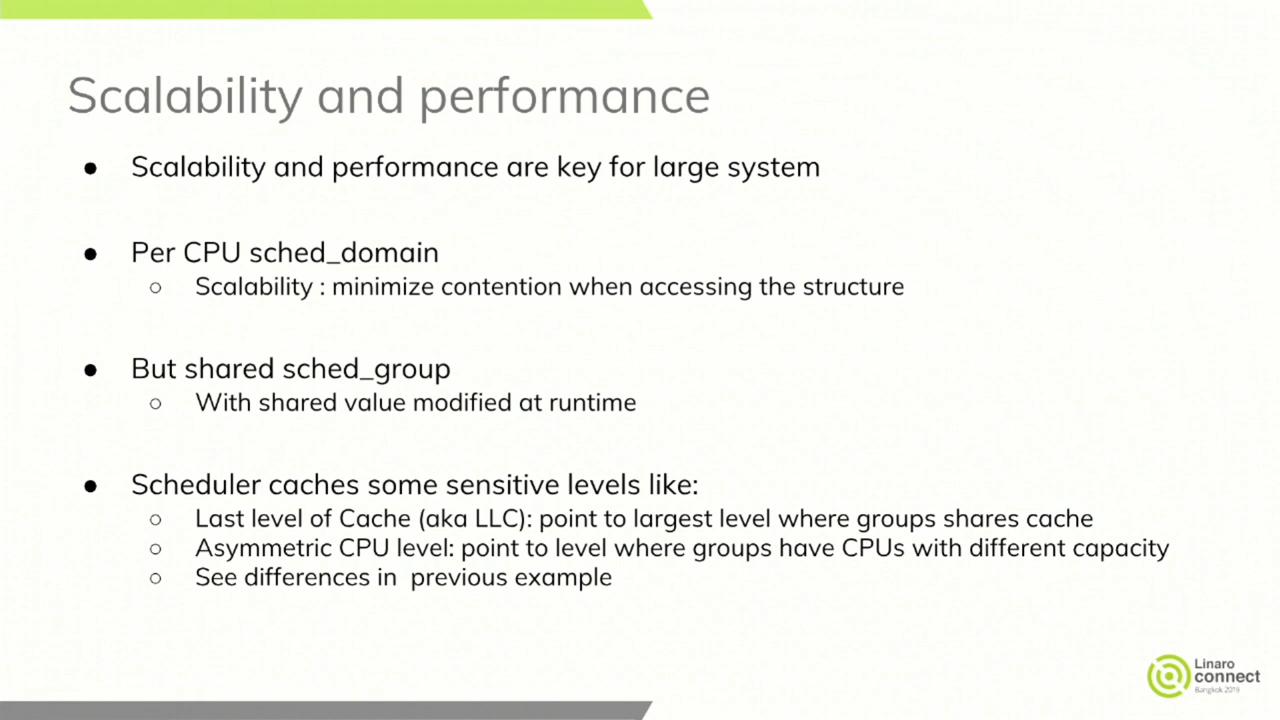 Scalability and performance
● Scalability and performance are key for large system
● Per CPU sched_domain
○ Scalability : minimize contention when accessing the structure
● But shared sched_group
○ With shared value modified at runtime
● Scheduler caches some sensitive levels like:
○ Last level of Cache (aka LLC): point to largest level where groups shares cache
○ Asymmetric CPU level: point to level where groups have CPUs with different capacity
○ See differences in  previous example
Linaro
connect
Bangkok 2019